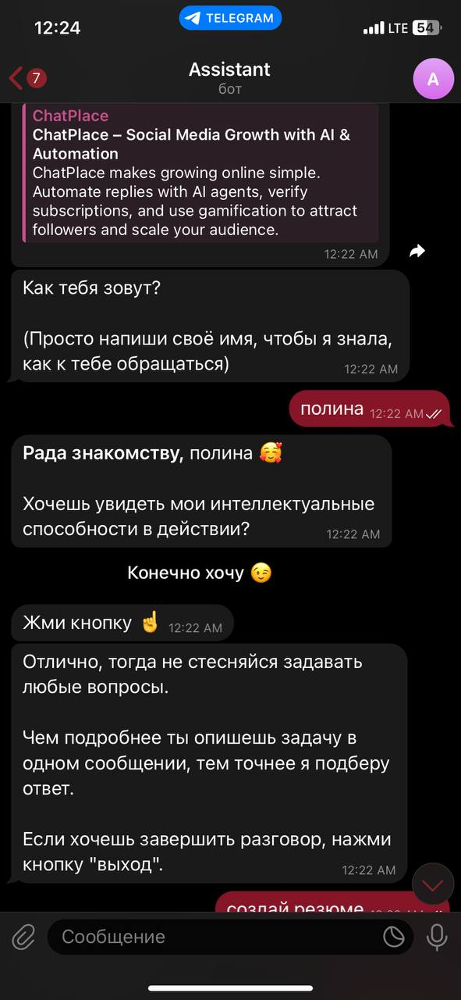 12:24
TELEGRAM
LTE 54
7
Assistant
бот
A
ChatPlace
ChatPlace – Social Media Growth with AI &
Automation
ChatPlace makes growing online simple.
Automate replies with AI agents, verify
subscriptions, and use gamification to attract
followers and scale your audience.
12:22 AM
Как тебя зовут?
(Просто напиши своё имя, чтобы я знала,
как к тебе обращаться)
12:22 AM
полина 12:22 AM
Рада знакомству, полина 🥰
Хочешь увидеть мои интеллектуальные
способности в действии?
12:22 AM
Конечно хочу 😉
Жми кнопку ☝️ 12:22 AM
Отлично, тогда не стесняйся задавать
любые вопросы.
Чем подробнее ты опишешь задачу в
одном сообщении, тем точнее я подберу
ответ.
Если хочешь завершить разговор, нажми
кнопку "выход".
12:22 AM
создай резюме
Сообщение